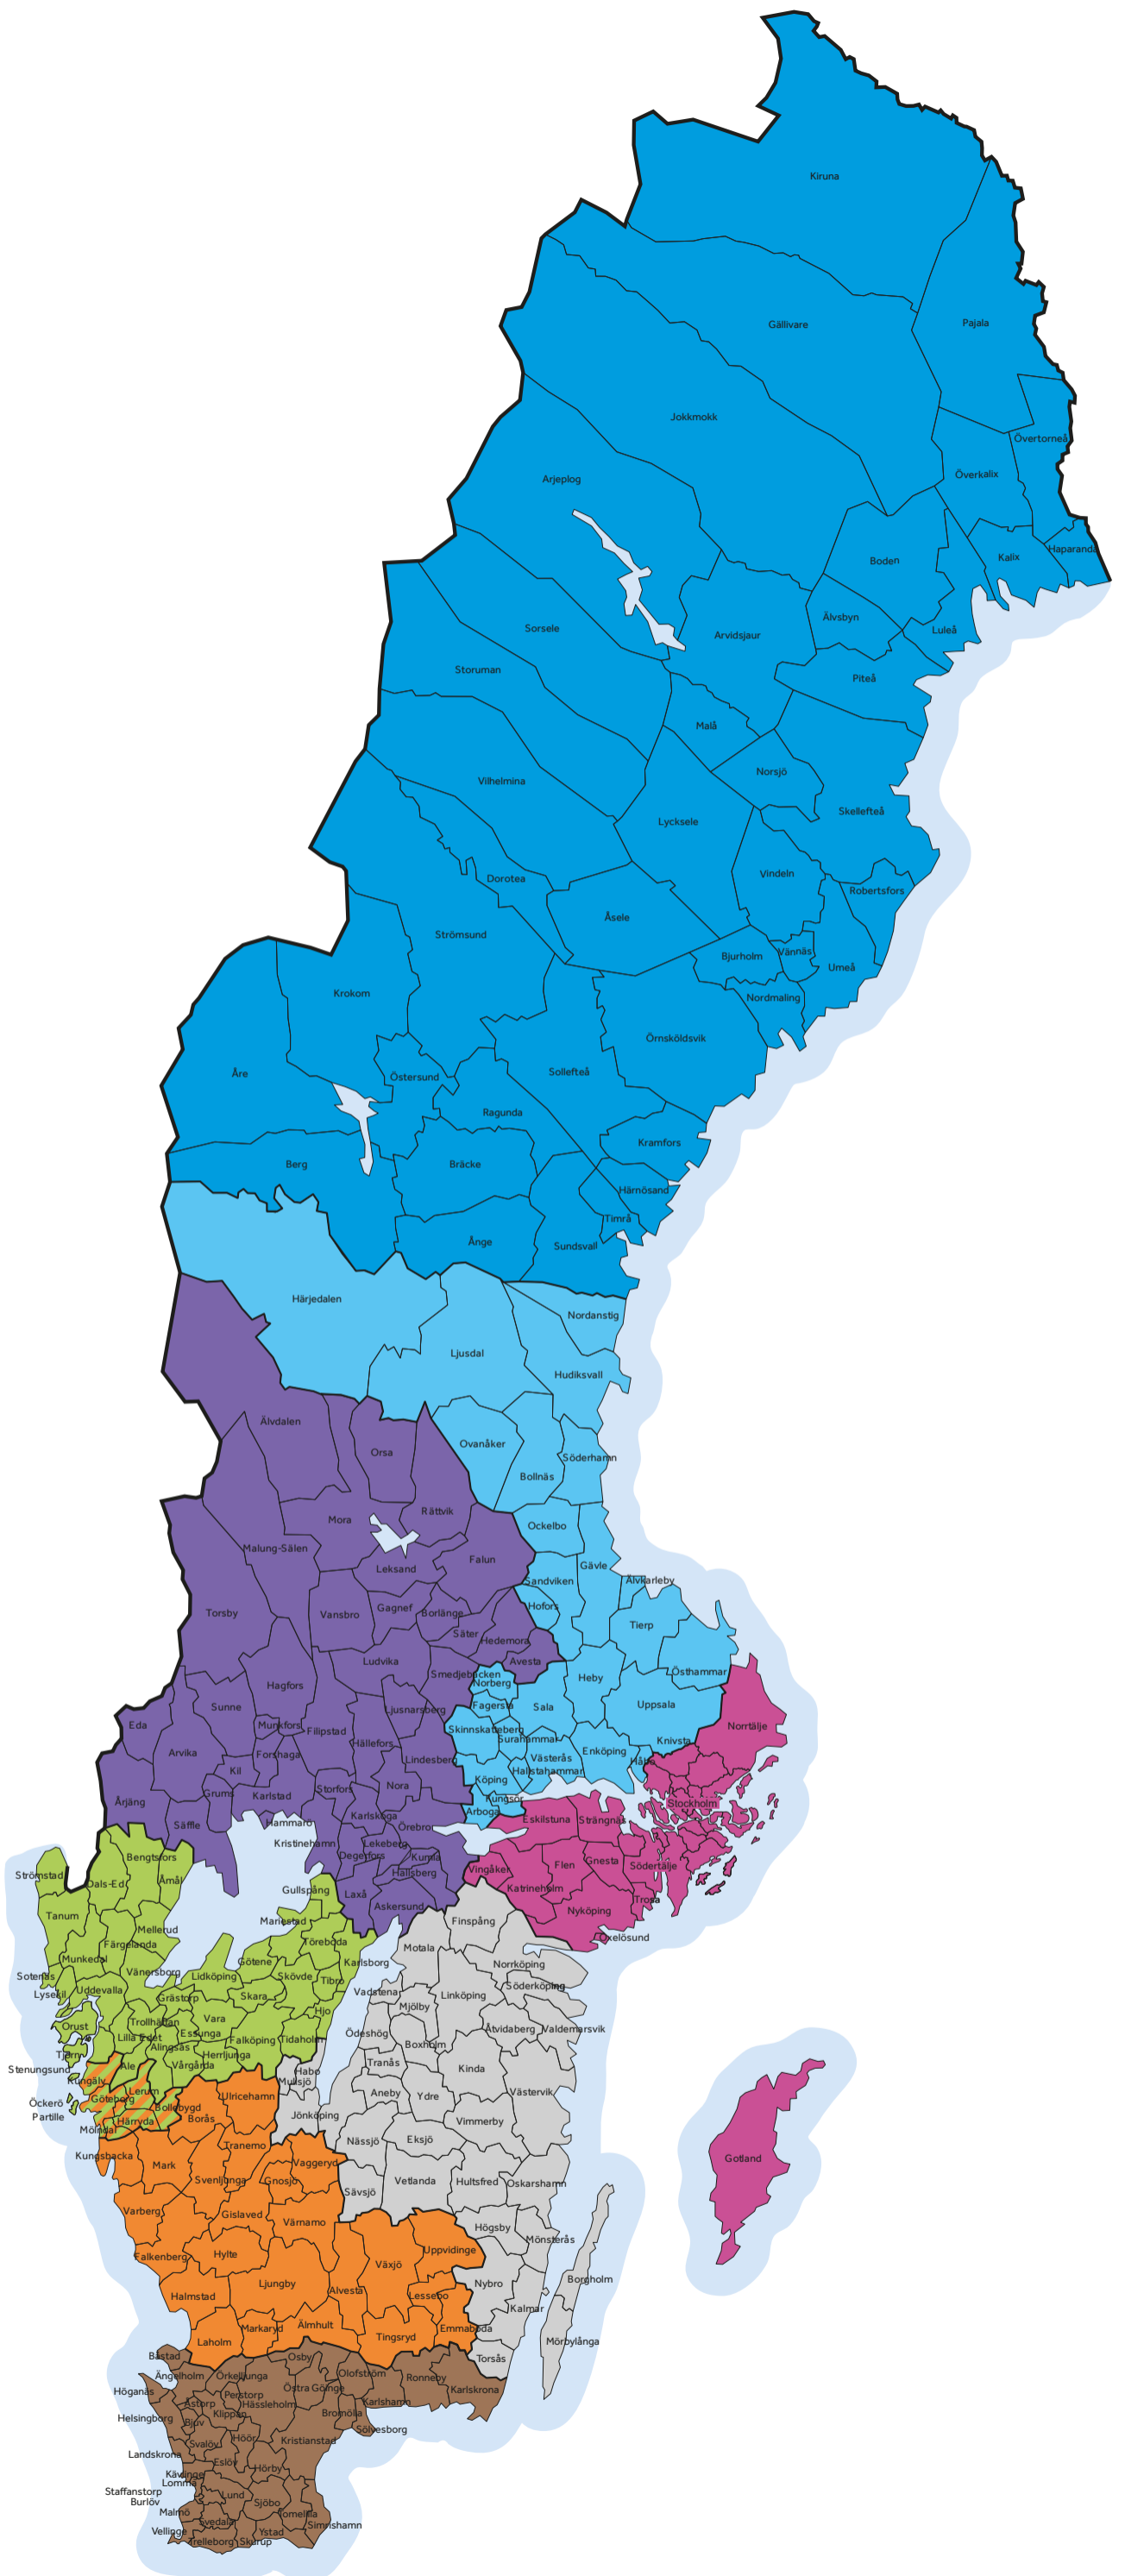 Kiruna
Gällivare
Pajala
Jokkmokk
Övertorneå
Arjeplog
Överkalix
Haparanda
Kalix
Boden
Älvsbyn
Luleå
Sorsele
Arvidsjaur
Storuman
Piteå
Malå
Norsjö
Vilhelmina
Skellefteå
Lycksele
Vindeln
Dorotea
Robertsfors
Åsele
Strömsund
Vännäs
Bjurholm
Umeå
Krokom
Nordmaling
Örnsköldsvik
Åre
Sollefteå
Östersund
Ragunda
Kramfors
Berg
Bräcke
Härnösand
Timrå
Ånge
Sundsvall
Härjedalen
Nordanstig
Ljusdal
Hudiksvall
Älvdalen
Ovanåker
Orsa
Söderhamn
Bollnäs
Rättvik
Mora
Ockelbo
Malung-Sälen
Falun
Gävle
Leksand
Sandviken
Älvkarleby
Hofors
Gagnef
Torsby
Vansbro
Borlänge
Tierp
Säter
Hedemora
Ludvika
Avesta
Östhammar
Smedjebacken
Heby
Norberg
Hagfors
Uppsala
Fagersta
Sala
Sunne
Ljusnarsberg
Eda
Munkfors
Norrtälje
Skinnskatteberg
Filipstad
Surahammar
Knivsta
Hällefors
Arvika
Forshaga
Enköping
Västerås
Lindesberg
Håbo
Kil
Hallstahammar
Köping
Nora
Storfors
Grums
Karlstad
Kungsör
Årjäng
Stockholm
Arboga
Karlskoga
Eskilstuna
Strängnäs
Hammarö
Säffle
Örebro
Kristinehamn
Lekeberg
Degerfors
Kumla
Bengtsfors
Gnesta
Flen
Södertälje
Vingåker
Hallsberg
Strömstad
Åmål
Dals-Ed
Katrineholm
Gullspång
Laxå
Trosa
Askersund
Nyköping
Tanum
Mariestad
Finspång
Mellerud
Oxelösund
Töreboda
Färgelanda
Motala
Munkedal
Götene
Karlsborg
Norrköping
Vänersborg
Sotenäs
Lidköping
Skövde
Tibro
Söderköping
Uddevalla
Vadstena
Lysekil
Linköping
Skara
Grästorp
Mjölby
Hjo
Vara
Trollhättan
Orust
Åtvidaberg
Valdemarsvik
Essunga
Ödeshög
Lilla Edet
Falköping
Tidaholm
Boxholm
Alingsås
Tjörn
Herrljunga
Tranås
Ale
Vårgårda
Kinda
Stenungsund
Habo
Kungälv
Mullsjö
Lerum
Aneby
Västervik
Ydre
Ulricehamn
Göteborg
Öckerö
Bollebygd
Jönköping
Partille
Borås
Härryda
Vimmerby
Mölndal
Eksjö
Nässjö
Tranemo
Kungsbacka
Gotland
Vaggeryd
Mark
Svenljunga
Gnosjö
Vetlanda
Hultsfred
Oskarshamn
Sävsjö
Varberg
Gislaved
Värnamo
Högsby
Mönsterås
Uppvidinge
Falkenberg
Hylte
Växjö
Borgholm
Ljungby
Nybro
Alvesta
Halmstad
Lessebo
Kalmar
Älmhult
Markaryd
Emmaboda
Tingsryd
Laholm
Mörbylånga
Båstad
Osby
Torsås
Olofström
Ängelholm
Örkelljunga
Ronneby
Östra Göinge
Karlskrona
Höganäs
Perstorp
Karlshamn
Åstorp
Hässleholm
Klippan
Bromölla
Helsingborg
Bjuv
Sölvesborg
Höör
Kristianstad
Svalöv
Landskrona
Eslöv
Hörby
Kävlinge
Lomma
Staffanstorp
Lund
Burlöv
Sjöbo
Malmö
Tomelilla
Svedala
Simrishamn
Vellinge
Ystad
Trelleborg
Skurup